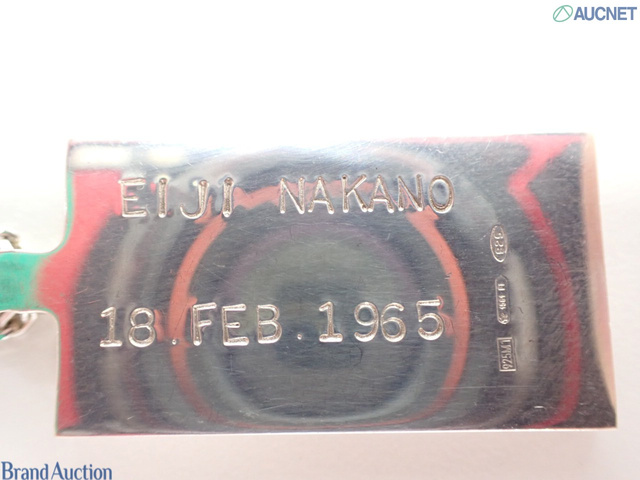 AUCNET
EIJI NAKANO
925
18.FEB.1965
Brand Auction